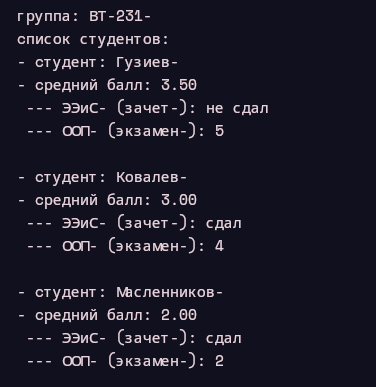 группа: ВТ-231-
список студентов:
- студент: Гузиев-
- средний балл: 3.50
--- ЭЭиС- (зачет-): не сдал
--- ООП- (экзамен-): 5
- студент: Ковалев-
- средний балл: 3.00
--- ЭЭиС- (зачет-): сдал
--- ООП- (экзамен-): 4
- студент: Масленников-
- средний балл: 2.00
--- ЭЭиС- (зачет-): сдал
--- ООП- (экзамен-): 2